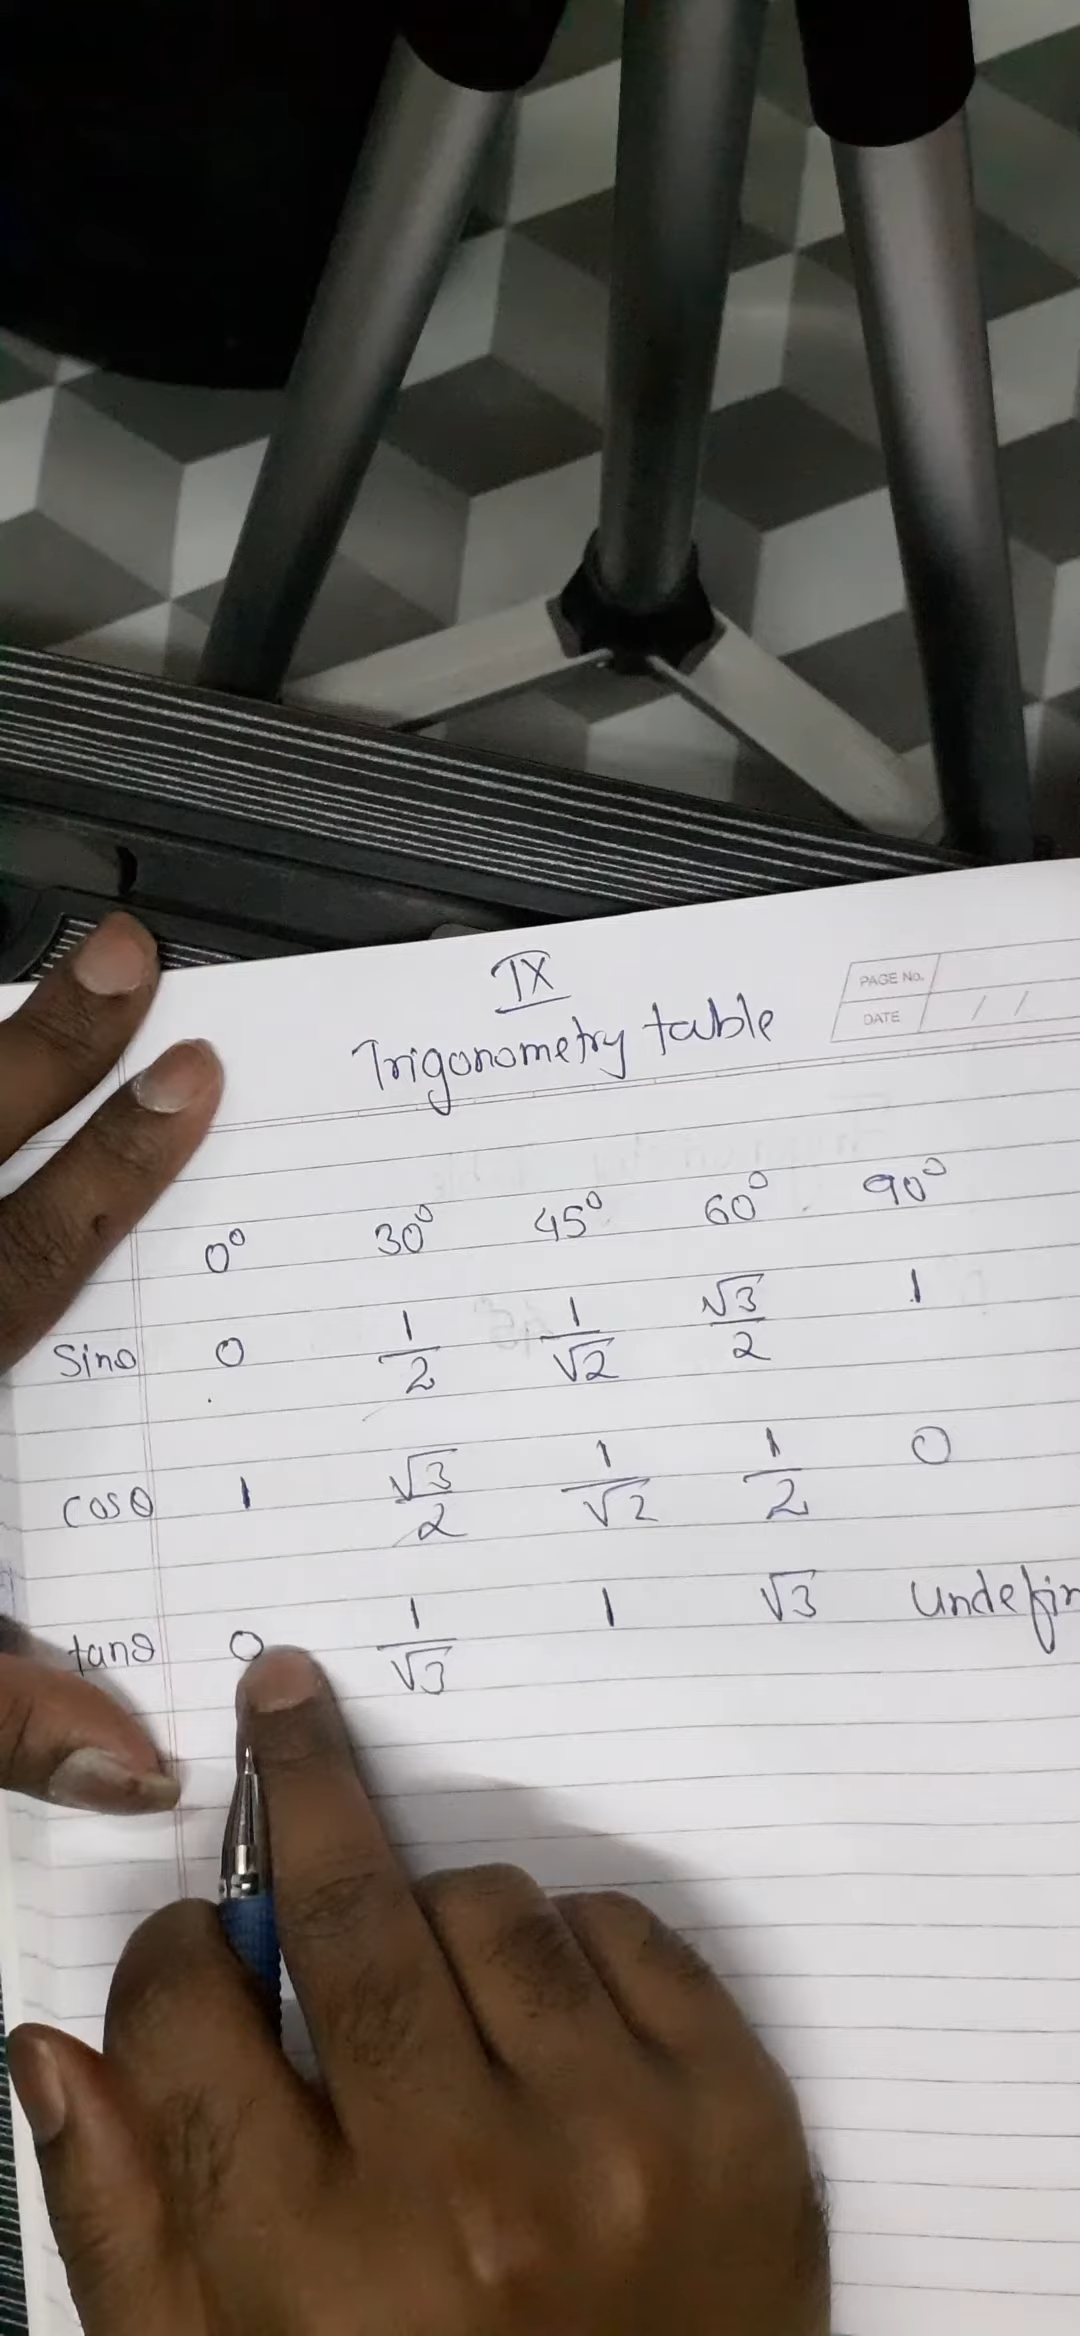 IX
Trigonometry table
PAGE No.
DATE / /
0° 30° 45° 60° 90°
Sinθ 0 1/2 1/√2 √3/2 1
cosθ 1 √3/2 1/√2 1/2 0
tanθ 0 1/√3 1 √3 undefin